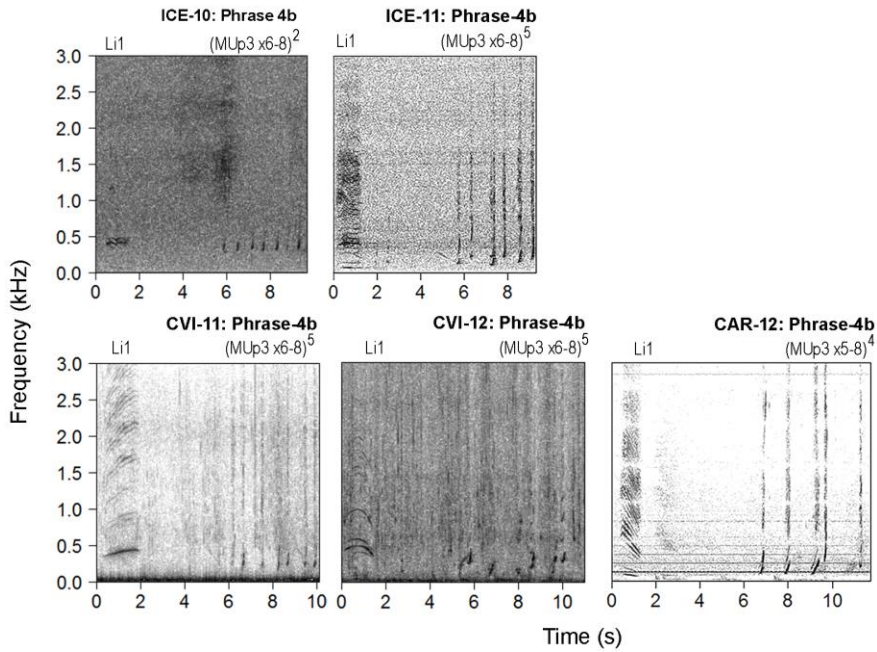 ICE-10: Phrase 4b
Li1 (MUp3 x6-8)²
ICE-11: Phrase-4b
Li1 (MUp3 x6-8)⁵
3.0
2.5
2.0
1.5
1.0
0.5
0.0
0 2 4 6 8
0 2 4 6 8
CVI-11: Phrase-4b
Li1 (MUp3 x6-8)⁵
CVI-12: Phrase-4b
Li1 (MUp3 x6-8)⁵
CAR-12: Phrase-4b
Li1 (MUp3 x5-8)⁴
3.0
2.5
2.0
1.5
1.0
0.5
0.0
0 2 4 6 8 10
0 2 4 6 8 10
0 2 4 6 8 10
Frequency (kHz)
Time (s)